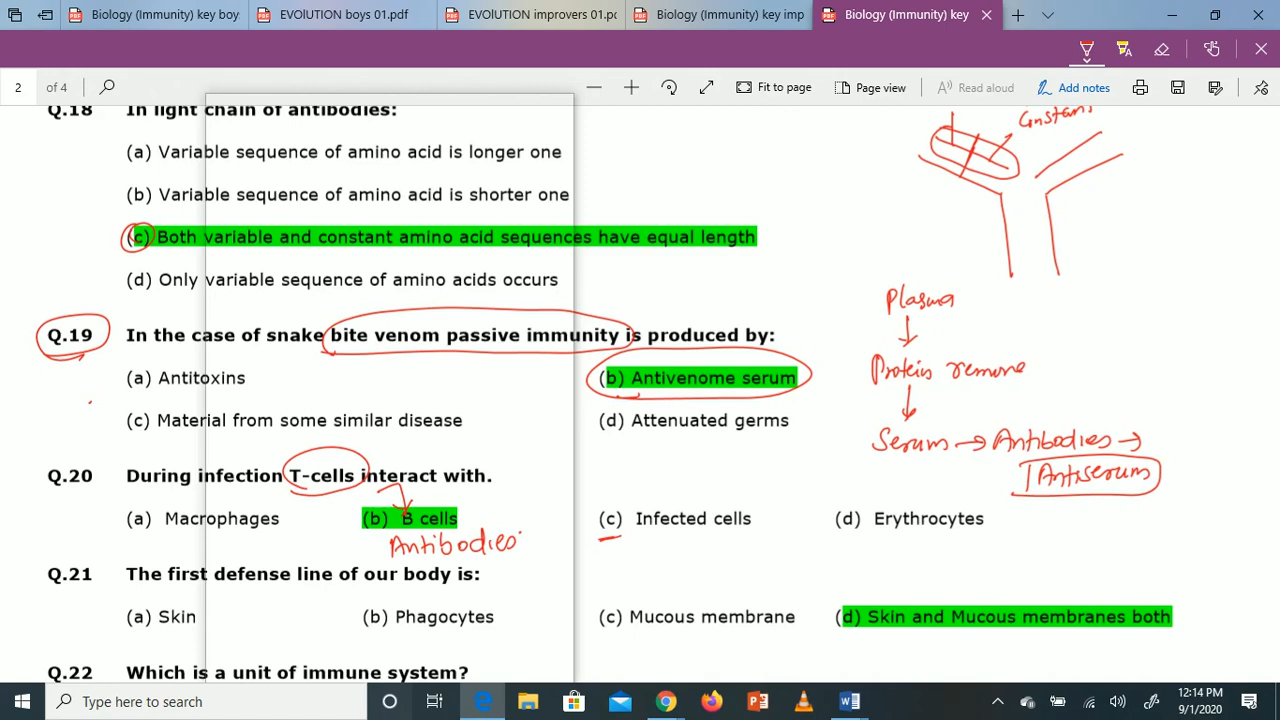 Biology (Immunity) key boy
EVOlUTION boys 01.pdf
EVOlUTION improvers 01.pd
Biology (Immunity) key imp
Biology (Immunity) key
2 of 4
Fit to page
Page view
Read aloud
Add notes
Q.18 In light chain of antibodies:
Constant
(a) Variable sequence of amino acid is longer one
(b) Variable sequence of amino acid is shorter one
(c) Both variable and constant amino acid sequences have equal length
(d) Only variable sequence of amino acids occurs
Plasma
Q.19 In the case of snake bite venom passive immunity is produced by:
(a) Antitoxins (b) Antivenome serum
Protein remove
(c) Material from some similar disease (d) Attenuated germs
Serum → Antibodies →
Antiserum
Q.20 During infection T-cells interact with.
(a) Macrophages (b) B cells (c) Infected cells (d) Erythrocytes
Antibodies
Q.21 The first defense line of our body is:
(a) Skin (b) Phagocytes (c) Mucous membrane (d) Skin and Mucous membranes both
Q.22 Which is a unit of immune system?
Type here to search
12:14 PM
9/1/2020